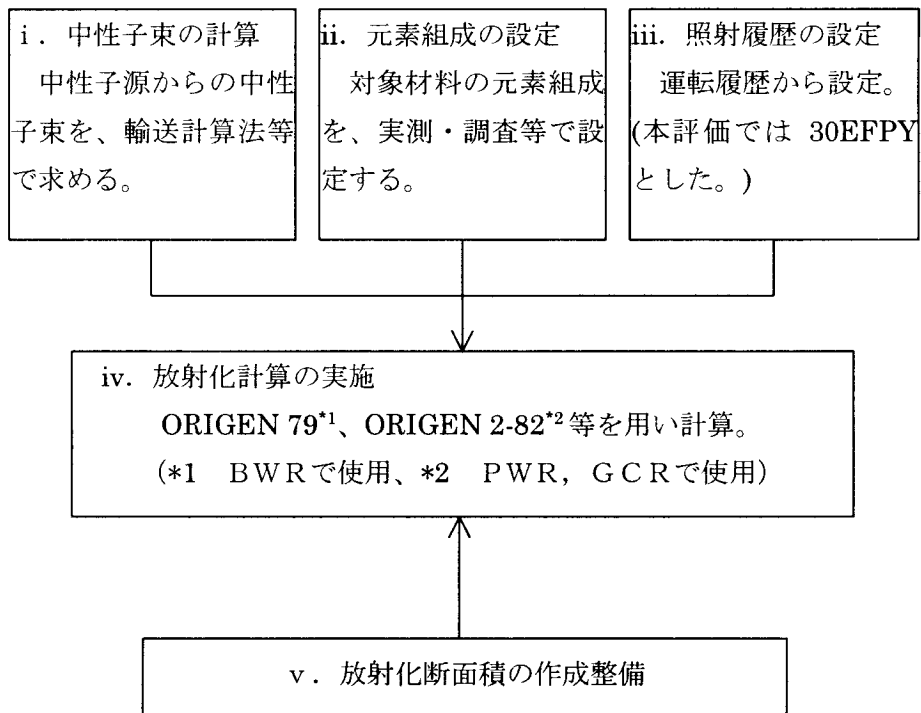 ｉ．中性子束の計算
中性子源からの中性
子束を、輸送計算法等
で求める。
ii．元素組成の設定
対象材料の元素組成
を、実測・調査等で設
定する。
iii．照射履歴の設定
運転履歴から設定。
(本評価では 30EFPY
とした。)
iv．放射化計算の実施
ORIGEN 79*1、ORIGEN 2-82*2等を用い計算。
(*1　ＢＷＲで使用、*2　ＰＷＲ，ＧＣＲで使用)
ｖ．放射化断面積の作成整備